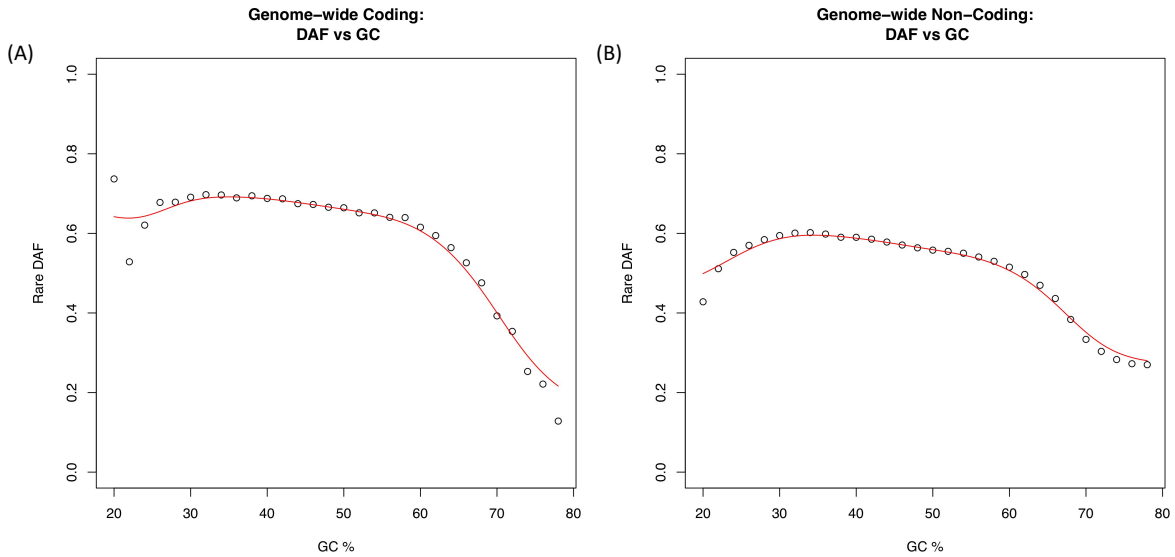 (A)
Genome–wide Coding:
DAF vs GC
Rare DAF
1.0
0.8
0.6
0.4
0.2
0.0
20 30 40 50 60 70 80
GC %
(B)
Genome–wide Non–Coding:
DAF vs GC
Rare DAF
1.0
0.8
0.6
0.4
0.2
0.0
20 30 40 50 60 70 80
GC %